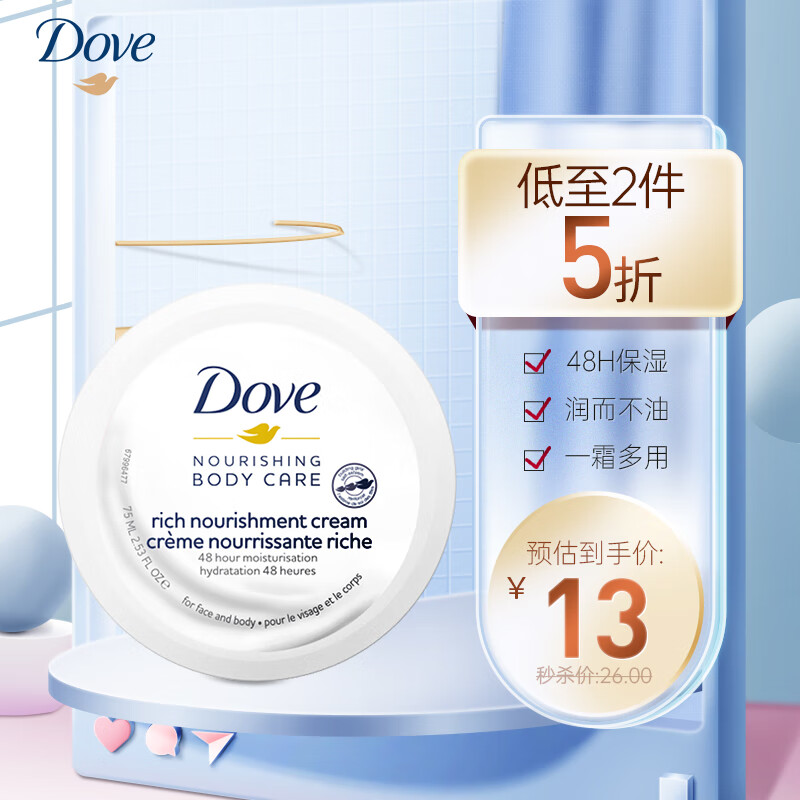 Dove
低至2件
5折
48H保湿
润而不油
一霜多用
预估到手价:
¥13
秒杀价:26.00
Dove
NOURISHING
BODY CARE
rich nourishment cream
crème nourrissante riche
48 hour moisturisation
hydratation 48 heures
for face and body • pour le visage et le corps
75 ML 2.53 FL OZ e
67996477